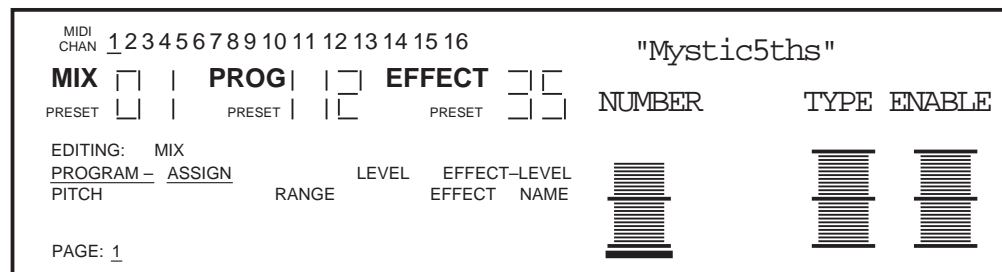 MIDI
CHAN 1 2 3 4 5 6 7 8 9 10 11 12 13 14 15 16
"Mystic5ths"
MIX 01 PROG 112 EFFECT
PRESET PRESET PRESET
NUMBER TYPE ENABLE
EDITING: MIX
PROGRAM – ASSIGN LEVEL EFFECT–LEVEL
PITCH RANGE EFFECT NAME
PAGE: 1